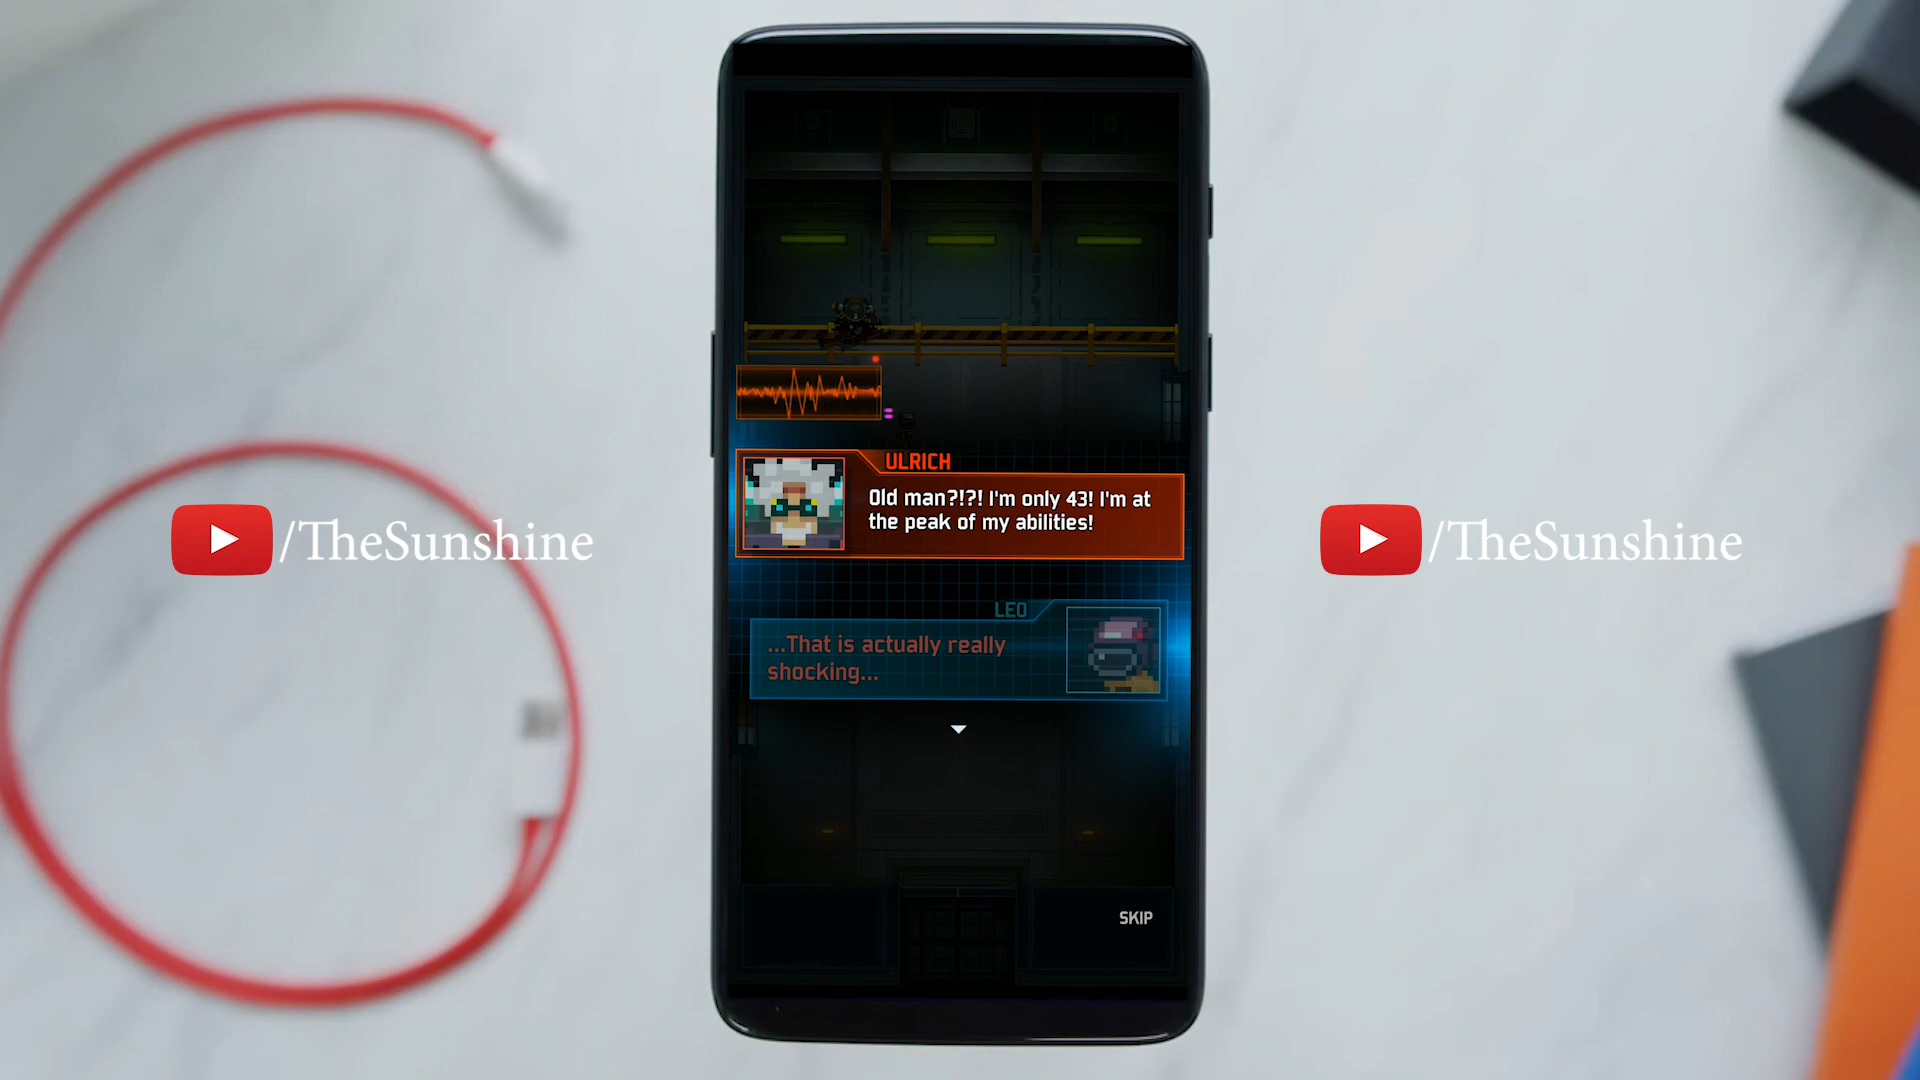 ULRICH
Old man?!?! I'm only 43! I'm at
the peak of my abilities!
/TheSunshine
/TheSunshine
LEO
...That is actually really
shocking...
SKIP